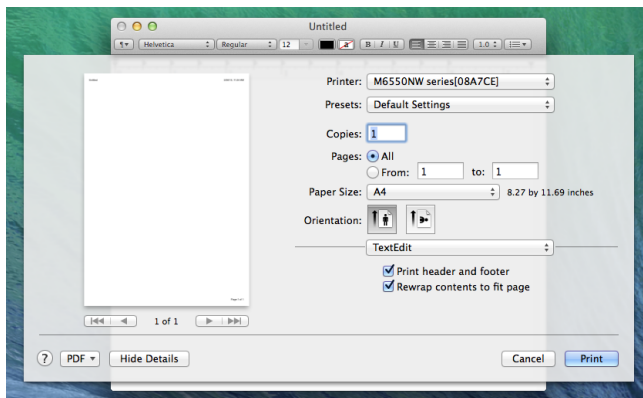 Untitled
¶ Helvetica Regular 12 a B I U 1.0
Printer: M6550NW series[08A7CE]
Presets: Default Settings
Copies: 1
Pages: All
From: 1 to: 1
Paper Size: A4 8.27 by 11.69 inches
Orientation:
TextEdit
Print header and footer
Rewrap contents to fit page
1 of 1
? PDF Hide Details Cancel Print